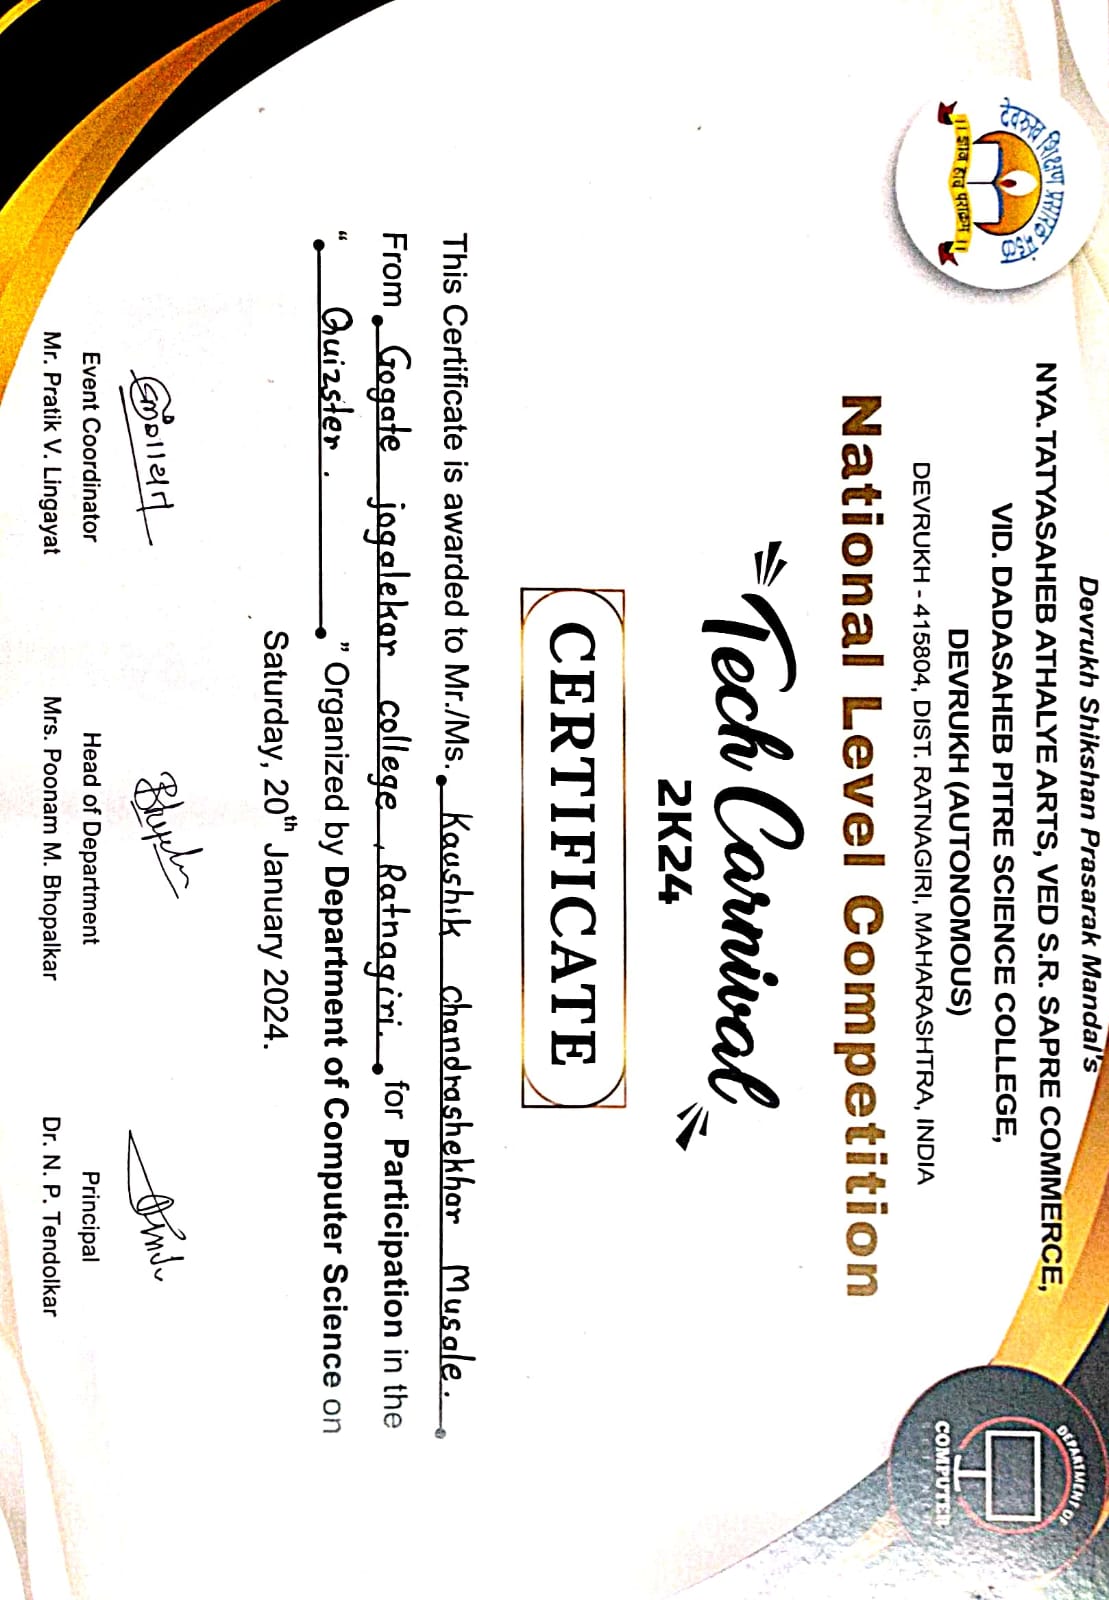 Devrukh Shikshan Prasarak Mandal's
NYA. TATYASAHEB ATHALYE ARTS, VED S.R. SAPRE COMMERCE,
VID. DADASAHEB PITRE SCIENCE COLLEGE,
DEVRUKH (AUTONOMOUS)
DEVRUKH - 415804, DIST. RATNAGIRI, MAHARASHTRA, INDIA
देवरुख शिक्षण प्रसारक मंडळ
।। ज्ञान हाच पराक्रम ।।
DEPARTMENT OF
COMPUTER
SCIENCE
National Level Competition
Tech Carnival
2K24
CERTIFICATE
This Certificate is awarded to Mr./Ms. Kaushik chandrashekhar Musale.
From Gogate jogalekar college, Ratnagiri. for Participation in the
“ Quizster. ” Organized by Department of Computer Science on
Saturday, 20th January 2024.
Event Coordinator
Mr. Pratik V. Lingayat
Head of Department
Mrs. Poonam M. Bhopalkar
Principal
Dr. N. P. Tendolkar